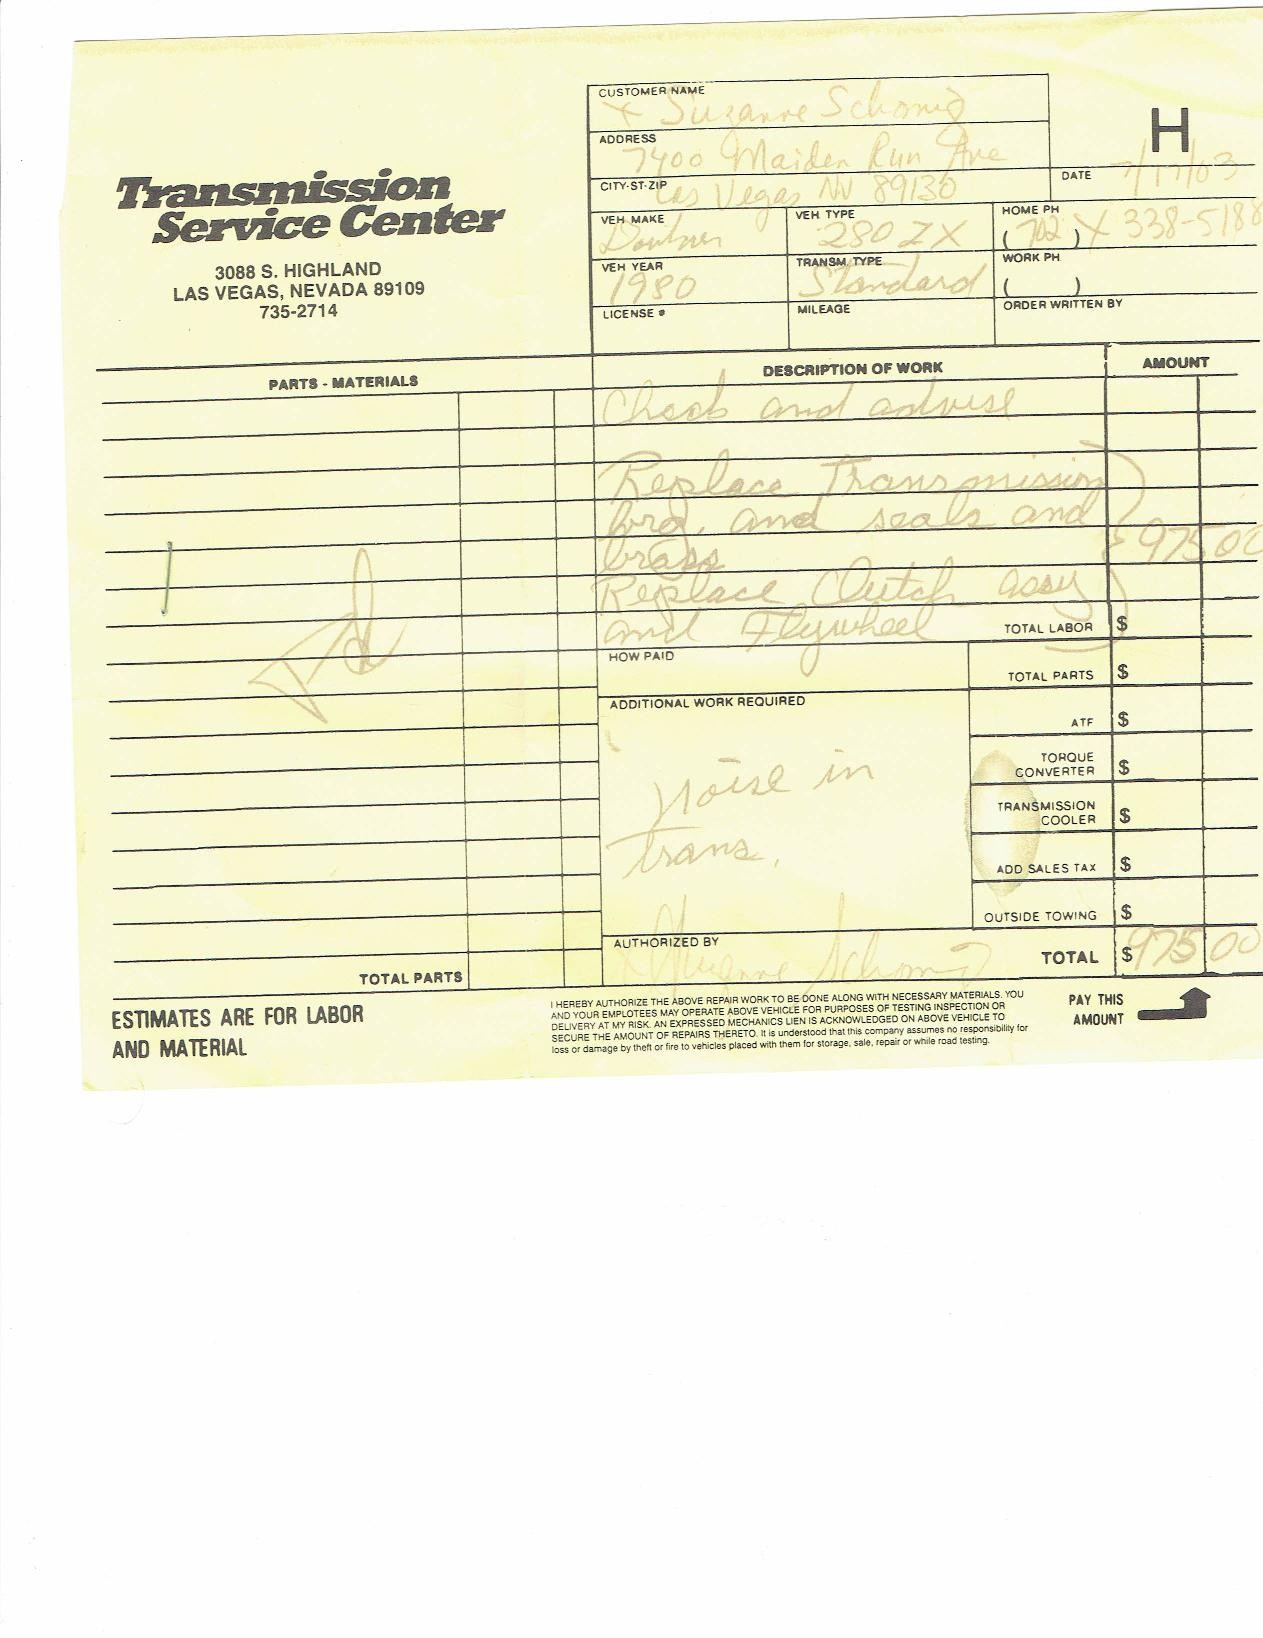 CUSTOMER NAME
x Suzanne Schomig
H
ADDRESS
7400 Maiden Run Ave
DATE 7/17/03
CITY-ST-ZIP Las Vegas NV 89130
Transmission
Service Center
3088 S. HIGHLAND
LAS VEGAS, NEVADA 89109
735-2714
VEH MAKE
VEH TYPE 280 ZX
HOME PH
(702) X 338-5188
VEH YEAR 1980
TRANSM. TYPE Standard
WORK PH.
( )
LICENSE #
MILEAGE
ORDER WRITTEN BY
PARTS - MATERIALS
DESCRIPTION OF WORK
AMOUNT
Check and advise
Replace Transmission
brg. and seals and
brass
975 00
Replace Clutch assy
and Flywheel
TOTAL LABOR $
Pd
HOW PAID
TOTAL PARTS $
ADDITIONAL WORK REQUIRED
ATF $
TORQUE
CONVERTER $
Noise in
trans.
TRANSMISSION
COOLER $
ADD SALES TAX $
OUTSIDE TOWING $
AUTHORIZED BY
x Suzanne Schomig
TOTAL $ 975 00
TOTAL PARTS
ESTIMATES ARE FOR LABOR
AND MATERIAL
I HEREBY AUTHORIZE THE ABOVE REPAIR WORK TO BE DONE ALONG WITH NECESSARY MATERIALS. YOU
AND YOUR EMPLOTEES MAY OPERATE ABOVE VEHICLE FOR PURPOSES OF TESTING INSPECTION OR
DELIVERY AT MY RISK. AN EXPRESSED MECHANICS LIEN IS ACKNOWLEDGED ON ABOVE VEHICLE TO
SECURE THE AMOUNT OF REPAIRS THERETO. It is understood that this company assumes no responsibility for
loss or damage by theft or fire to vehicles placed with them for storage, sale, repair or while road testing.
PAY THIS
AMOUNT